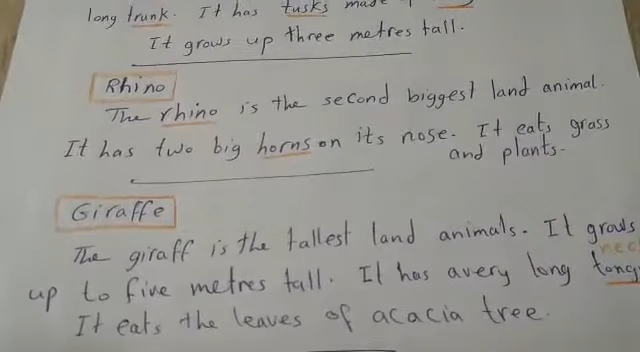 long trunk. It has tusks made
It grows up three metres tall.
Rhino
The rhino is the second biggest land animal.
It has two big horns on its nose. It eats grass
and plants.
Giraffe
The giraff is the tallest land animals. It grows
up to five metres tall. It has avery long tong
It eats the leaves of acacia tree.